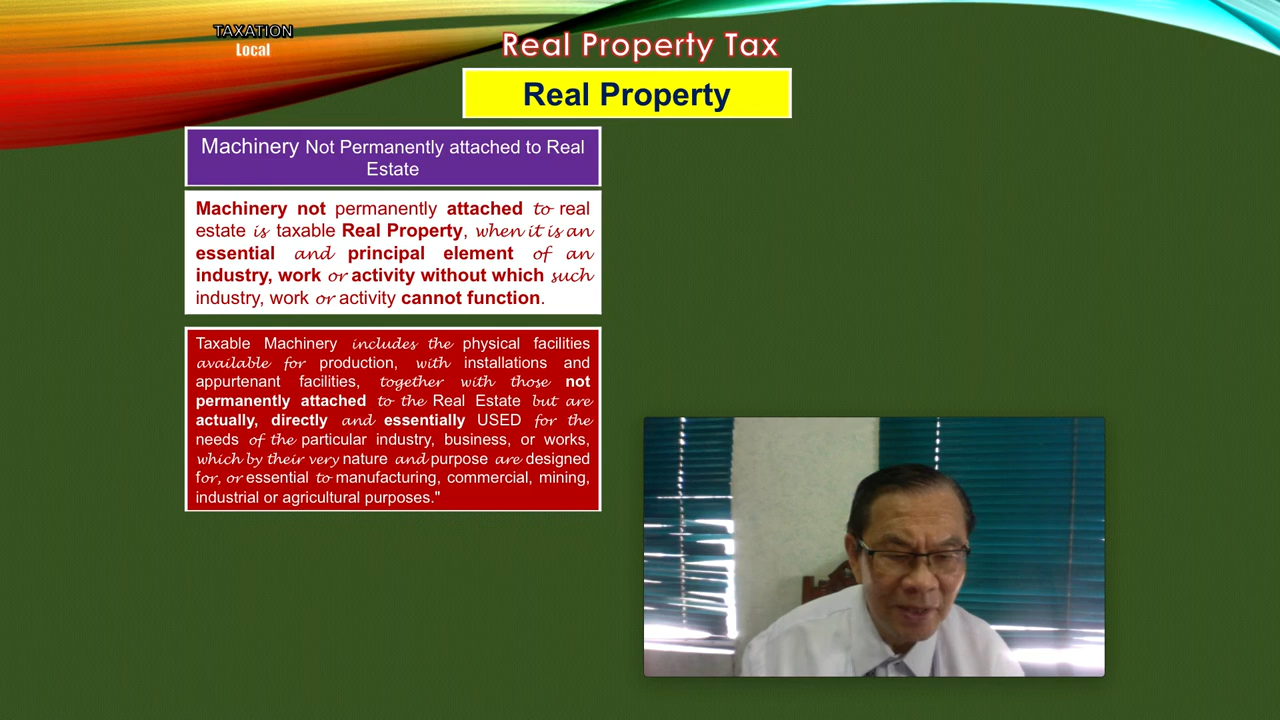 TAXATION
Local
Real Property Tax
Real Property
Machinery Not Permanently attached to Real
Estate
Machinery not permanently attached to real
estate is taxable Real Property, when it is an
essential and principal element of an
industry, work or activity without which such
industry, work or activity cannot function.
Taxable Machinery includes the physical facilities
available for production, with installations and
appurtenant facilities, together with those not
permanently attached to the Real Estate but are
actually, directly and essentially USED for the
needs of the particular industry, business, or works,
which by their very nature and purpose are designed
for, or essential to manufacturing, commercial, mining,
industrial or agricultural purposes."